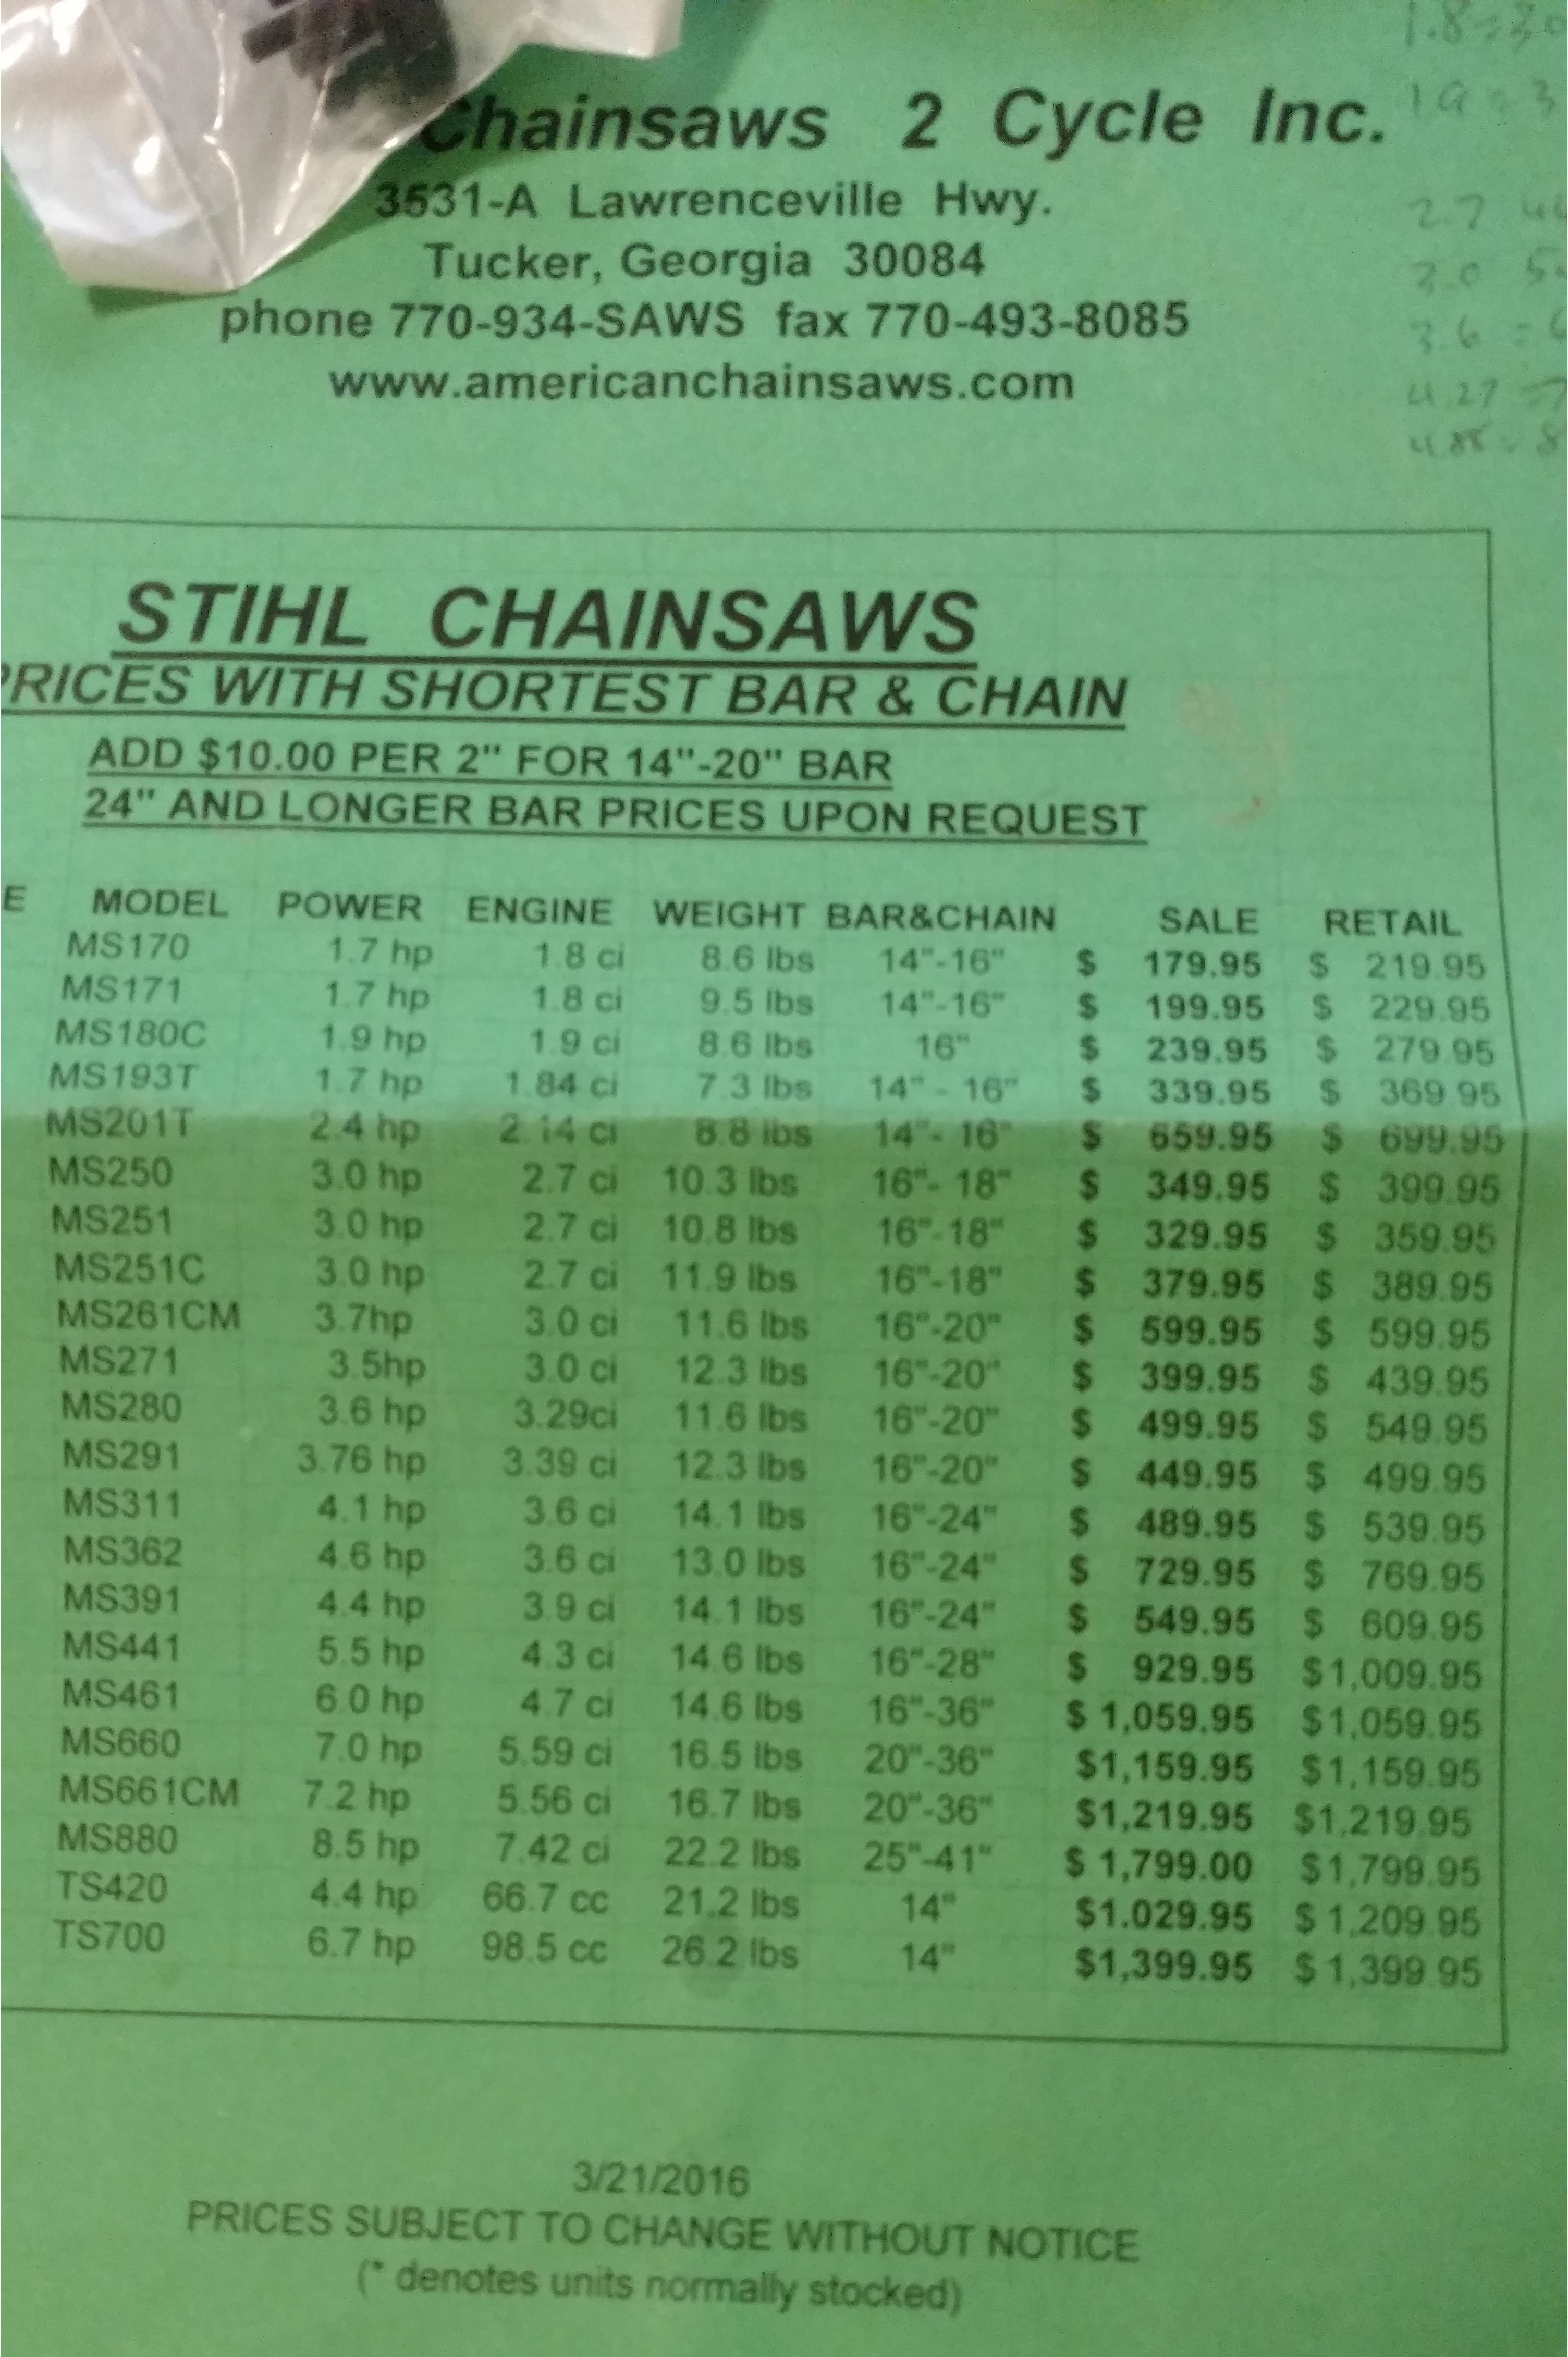 Chainsaws 2 Cycle Inc.
3531-A Lawrenceville Hwy.
Tucker, Georgia 30084
phone 770-934-SAWS fax 770-493-8085
www.americanchainsaws.com
1.8=30
19=3
2.7
3.0
3.6 =
4.27 =7
4.88 = 8
STIHL CHAINSAWS
PRICES WITH SHORTEST BAR & CHAIN
ADD $10.00 PER 2" FOR 14"-20" BAR
24" AND LONGER BAR PRICES UPON REQUEST
E MODEL POWER ENGINE WEIGHT BAR&CHAIN SALE RETAIL
MS170 1.7 hp 1.8 ci 8.6 lbs 14"-16" $ 179.95 $ 219.95
MS171 1.7 hp 1.8 ci 9.5 lbs 14"-16" $ 199.95 $ 229.95
MS180C 1.9 hp 1.9 ci 8.6 lbs 16" $ 239.95 $ 279.95
MS193T 1.7 hp 1.84 ci 7.3 lbs 14" - 16" $ 339.95 $ 369.95
MS201T 2.4 hp 2.14 ci 8.8 lbs 14"- 16" $ 659.95 $ 699.95
MS250 3.0 hp 2.7 ci 10.3 lbs 16"- 18" $ 349.95 $ 399.95
MS251 3.0 hp 2.7 ci 10.8 lbs 16"-18" $ 329.95 $ 359.95
MS251C 3.0 hp 2.7 ci 11.9 lbs 16"-18" $ 379.95 $ 389.95
MS261CM 3.7hp 3.0 ci 11.6 lbs 16"-20" $ 599.95 $ 599.95
MS271 3.5hp 3.0 ci 12.3 lbs 16"-20" $ 399.95 $ 439.95
MS280 3.6 hp 3.29ci 11.6 lbs 16"-20" $ 499.95 $ 549.95
MS291 3.76 hp 3.39 ci 12.3 lbs 16"-20" $ 449.95 $ 499.95
MS311 4.1 hp 3.6 ci 14.1 lbs 16"-24" $ 489.95 $ 539.95
MS362 4.6 hp 3.6 ci 13.0 lbs 16"-24" $ 729.95 $ 769.95
MS391 4.4 hp 3.9 ci 14.1 lbs 16"-24" $ 549.95 $ 609.95
MS441 5.5 hp 4.3 ci 14.6 lbs 16"-28" $ 929.95 $1,009.95
MS461 6.0 hp 4.7 ci 14.6 lbs 16"-36" $ 1,059.95 $1,059.95
MS660 7.0 hp 5.59 ci 16.5 lbs 20"-36" $1,159.95 $1,159.95
MS661CM 7.2 hp 5.56 ci 16.7 lbs 20"-36" $1,219.95 $1,219.95
MS880 8.5 hp 7.42 ci 22.2 lbs 25"-41" $ 1,799.00 $1,799.95
TS420 4.4 hp 66.7 cc 21.2 lbs 14" $1.029.95 $ 1,209.95
TS700 6.7 hp 98.5 cc 26.2 lbs 14" $1,399.95 $ 1,399.95
3/21/2016
PRICES SUBJECT TO CHANGE WITHOUT NOTICE
(* denotes units normally stocked)